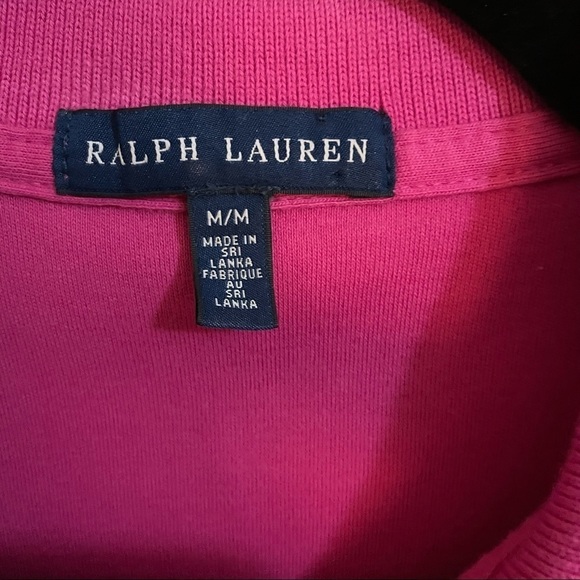 RALPH LAUREN
M/M
MADE IN
SRI
LANKA
FABRIQUE
AU
SRI
LANKA